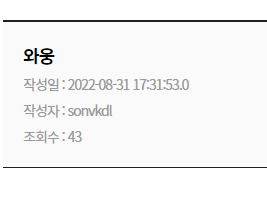 와웅
작성일 : 2022-08-31 17:31:53.0
작성자 : sonvkdl
조회수 : 43